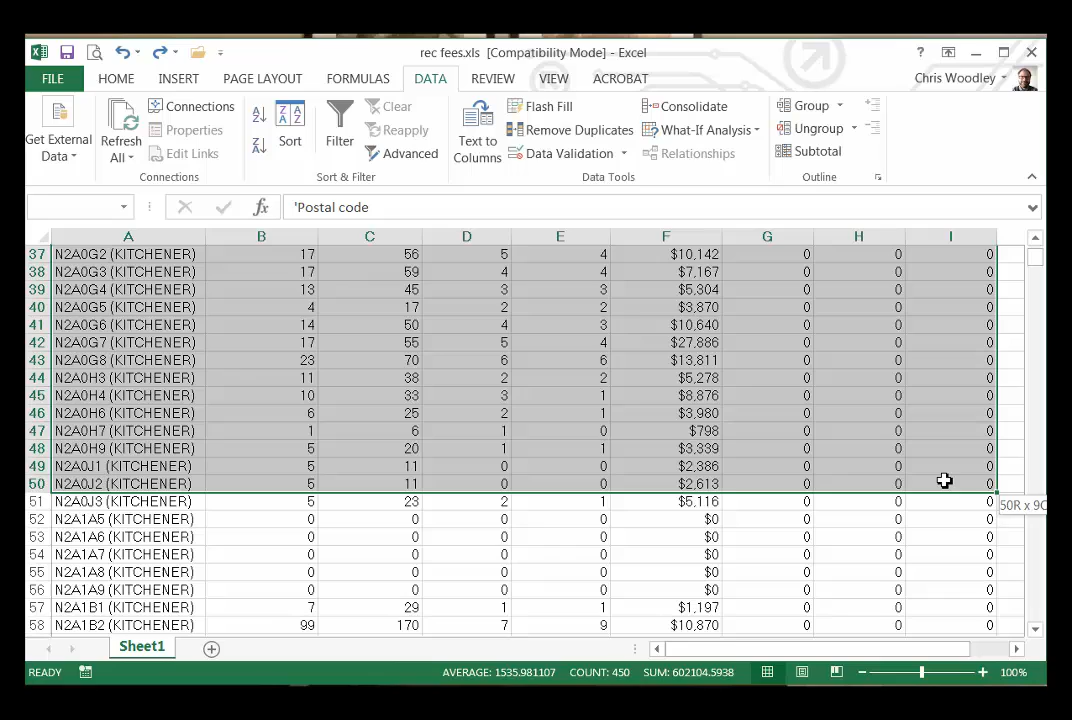 rec fees.xls [Compatibility Mode] - Excel
?
FILE HOME INSERT PAGE LAYOUT FORMULAS DATA REVIEW VIEW ACROBAT Chris Woodley
Get External Data
Refresh All
Connections
Properties
Edit Links
Connections
Sort
Filter
Clear
Reapply
Advanced
Sort & Filter
Text to Columns
Flash Fill
Remove Duplicates
Data Validation
Consolidate
What-If Analysis
Relationships
Data Tools
Group
Ungroup
Subtotal
Outline
fx 'Postal code
A B C D E F G H I
37 N2A0G2 (KITCHENER) 17 56 5 4 $10,142 0 0 0
38 N2A0G3 (KITCHENER) 17 59 4 4 $7,167 0 0 0
39 N2A0G4 (KITCHENER) 13 45 3 3 $5,304 0 0 0
40 N2A0G5 (KITCHENER) 4 17 2 2 $3,870 0 0 0
41 N2A0G6 (KITCHENER) 14 50 4 3 $10,640 0 0 0
42 N2A0G7 (KITCHENER) 17 55 5 4 $27,886 0 0 0
43 N2A0G8 (KITCHENER) 23 70 6 6 $13,811 0 0 0
44 N2A0H3 (KITCHENER) 11 38 2 2 $5,278 0 0 0
45 N2A0H4 (KITCHENER) 10 33 3 1 $8,876 0 0 0
46 N2A0H6 (KITCHENER) 6 25 2 1 $3,980 0 0 0
47 N2A0H7 (KITCHENER) 1 6 1 0 $798 0 0 0
48 N2A0H9 (KITCHENER) 5 20 1 1 $3,339 0 0 0
49 N2A0J1 (KITCHENER) 5 11 0 0 $2,386 0 0 0
50 N2A0J2 (KITCHENER) 5 11 0 0 $2,613 0 0 0
51 N2A0J3 (KITCHENER) 5 23 2 1 $5,116 0 0 0
50R x 9C
52 N2A1A5 (KITCHENER) 0 0 0 0 $0 0 0 0
53 N2A1A6 (KITCHENER) 0 0 0 0 $0 0 0 0
54 N2A1A7 (KITCHENER) 0 0 0 0 $0 0 0 0
55 N2A1A8 (KITCHENER) 0 0 0 0 $0 0 0 0
56 N2A1A9 (KITCHENER) 0 0 0 0 $0 0 0 0
57 N2A1B1 (KITCHENER) 7 29 1 1 $1,197 0 0 0
58 N2A1B2 (KITCHENER) 99 170 7 9 $10,870 0 0 0
Sheet1
READY AVERAGE: 1535.981107 COUNT: 450 SUM: 602104.5938 100%